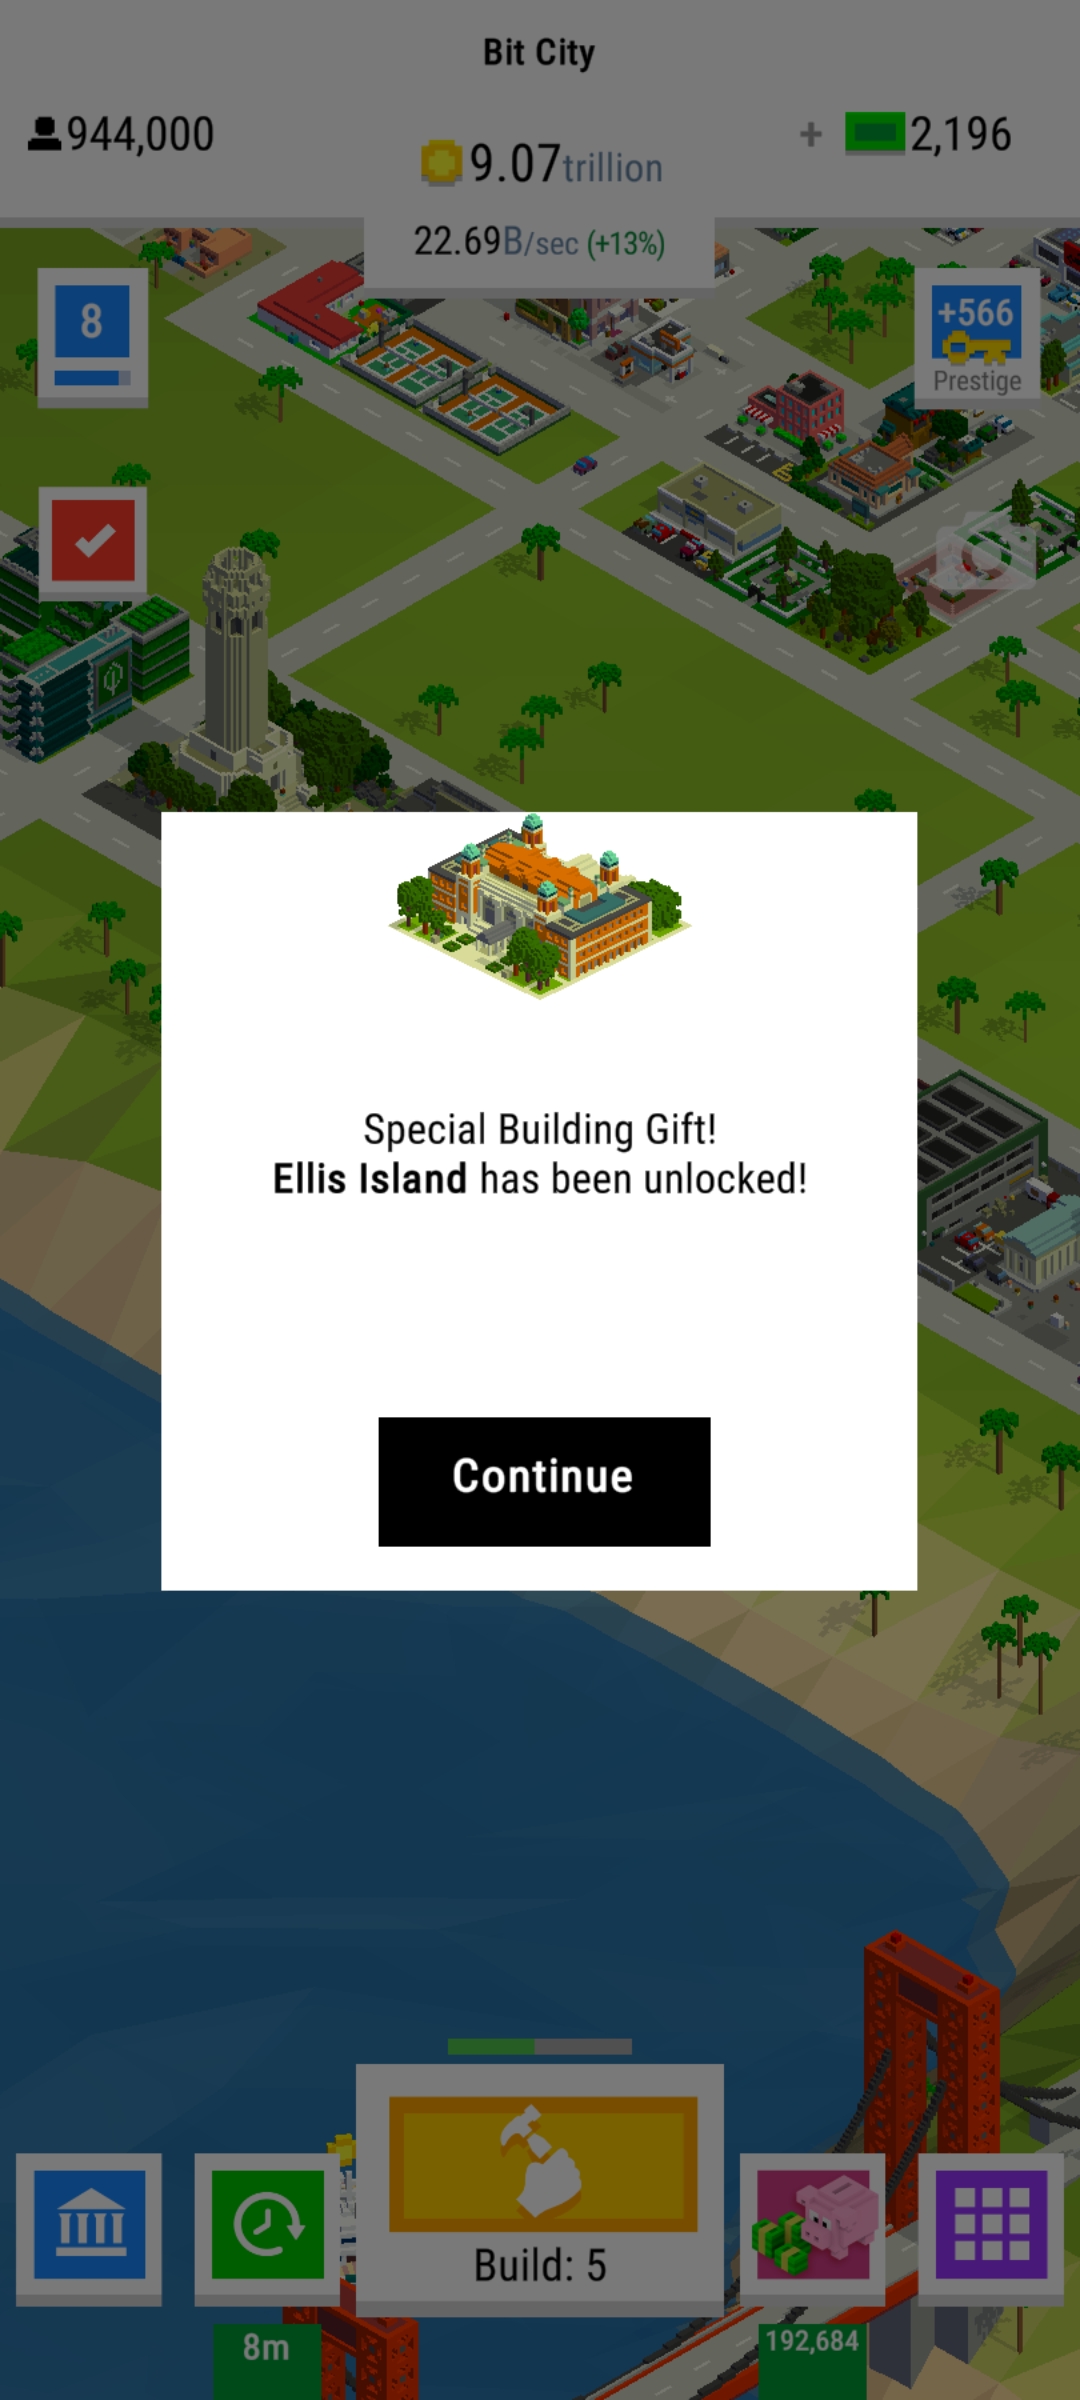 Bit City
944,000
9.07trillion
+ 2,196
22.69B/sec (+13%)
8
+566
Prestige
Special Building Gift!
Ellis Island has been unlocked!
Continue
Build: 5
8m
192,684